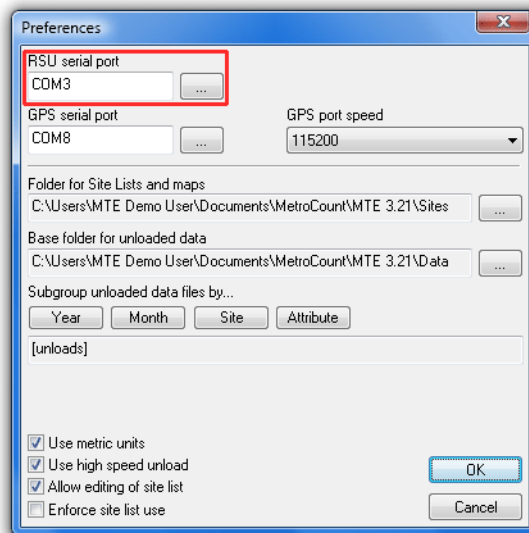 Preferences
RSU serial port
COM3
...
GPS serial port
GPS port speed
COM8
...
115200
Folder for Site Lists and maps
C:\Users\MTE Demo User\Documents\MetroCount\MTE 3.21\Sites
...
Base folder for unloaded data
C:\Users\MTE Demo User\Documents\MetroCount\MTE 3.21\Data
...
Subgroup unloaded data files by...
Year Month Site Attribute
[unloads]
Use metric units
Use high speed unload
Allow editing of site list
Enforce site list use
OK
Cancel